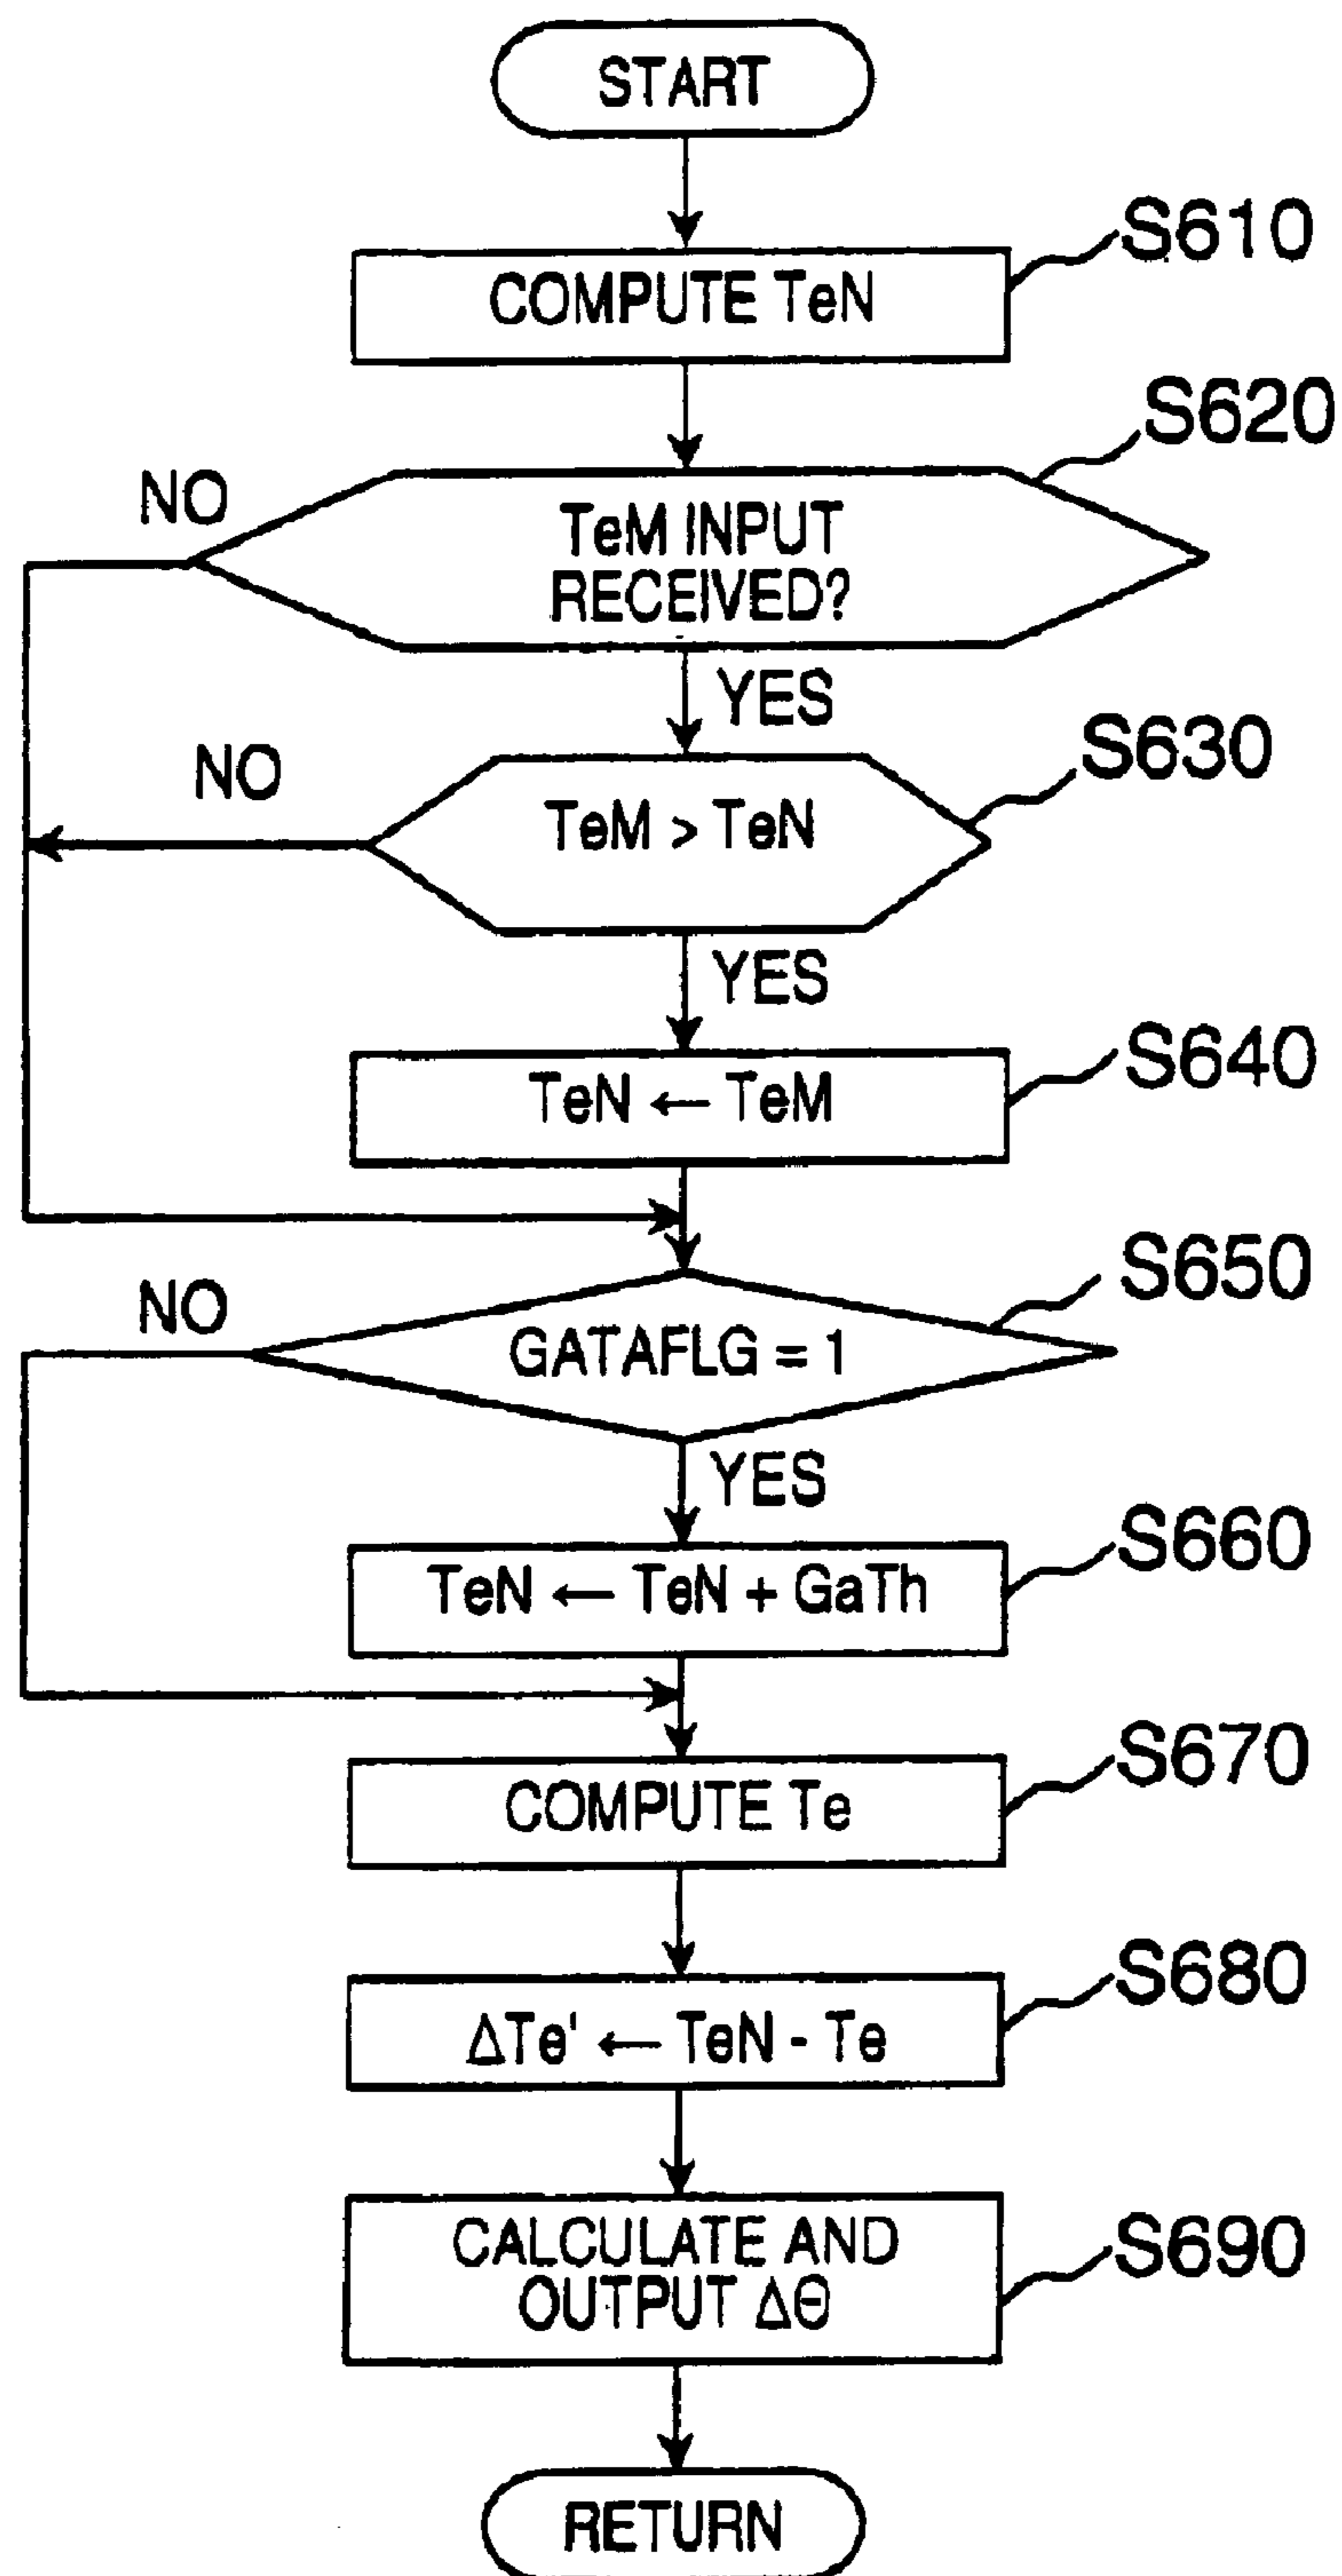 START
S610
COMPUTE TeN
S620
NO
TeM INPUT
RECEIVED?
YES
S630
NO
TeM > TeN
YES
S640
TeN ← TeM
S650
NO
GATAFLG = 1
YES
S660
TeN ← TeN + GaTh
S670
COMPUTE Te
S680
ΔTe' ← TeN - Te
S690
CALCULATE AND
OUTPUT Δθ
RETURN